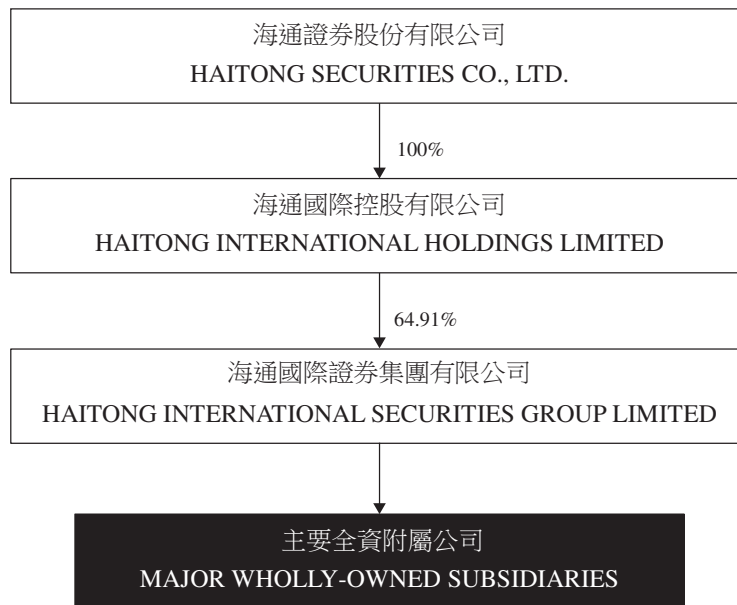 海通證券股份有限公司
HAITONG SECURITIES CO., LTD.
100%
海通國際控股有限公司
HAITONG INTERNATIONAL HOLDINGS LIMITED
64.91%
海通國際證券集團有限公司
HAITONG INTERNATIONAL SECURITIES GROUP LIMITED
主要全資附屬公司
MAJOR WHOLLY-OWNED SUBSIDIARIES